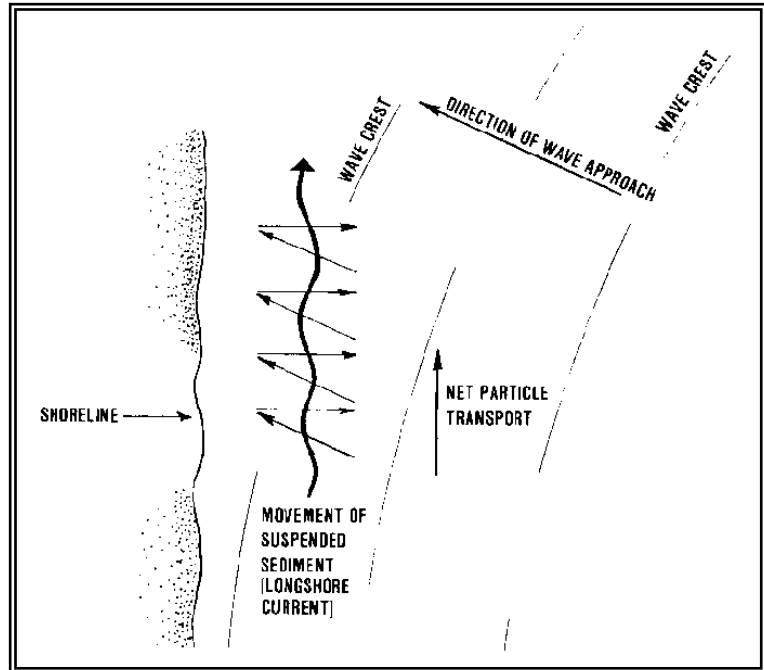 WAVE CREST
WAVE CREST
DIRECTION OF WAVE APPROACH
SHORELINE
NET PARTICLE
TRANSPORT
MOVEMENT OF
SUSPENDED
SEDIMENT
(LONGSHORE
CURRENT)